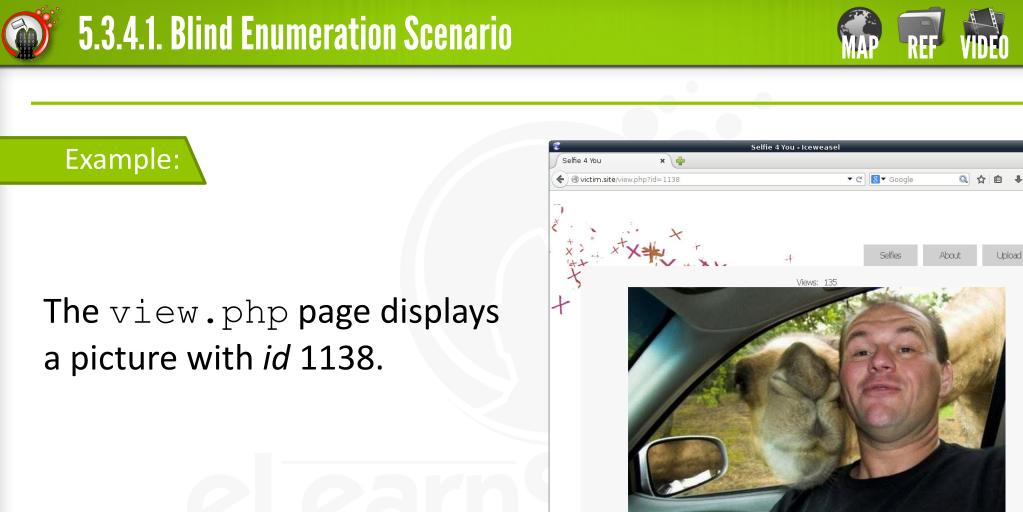 5.3.4.1. Blind Enumeration Scenario
MAP REF VIDEO
Example:
The view.php page displays
a picture with id 1138.
Selfie 4 You - Iceweasel
Selfie 4 You
victim.site/view.php?id=1138
Google
Selfies About Upload
Views: 135
eLearnS